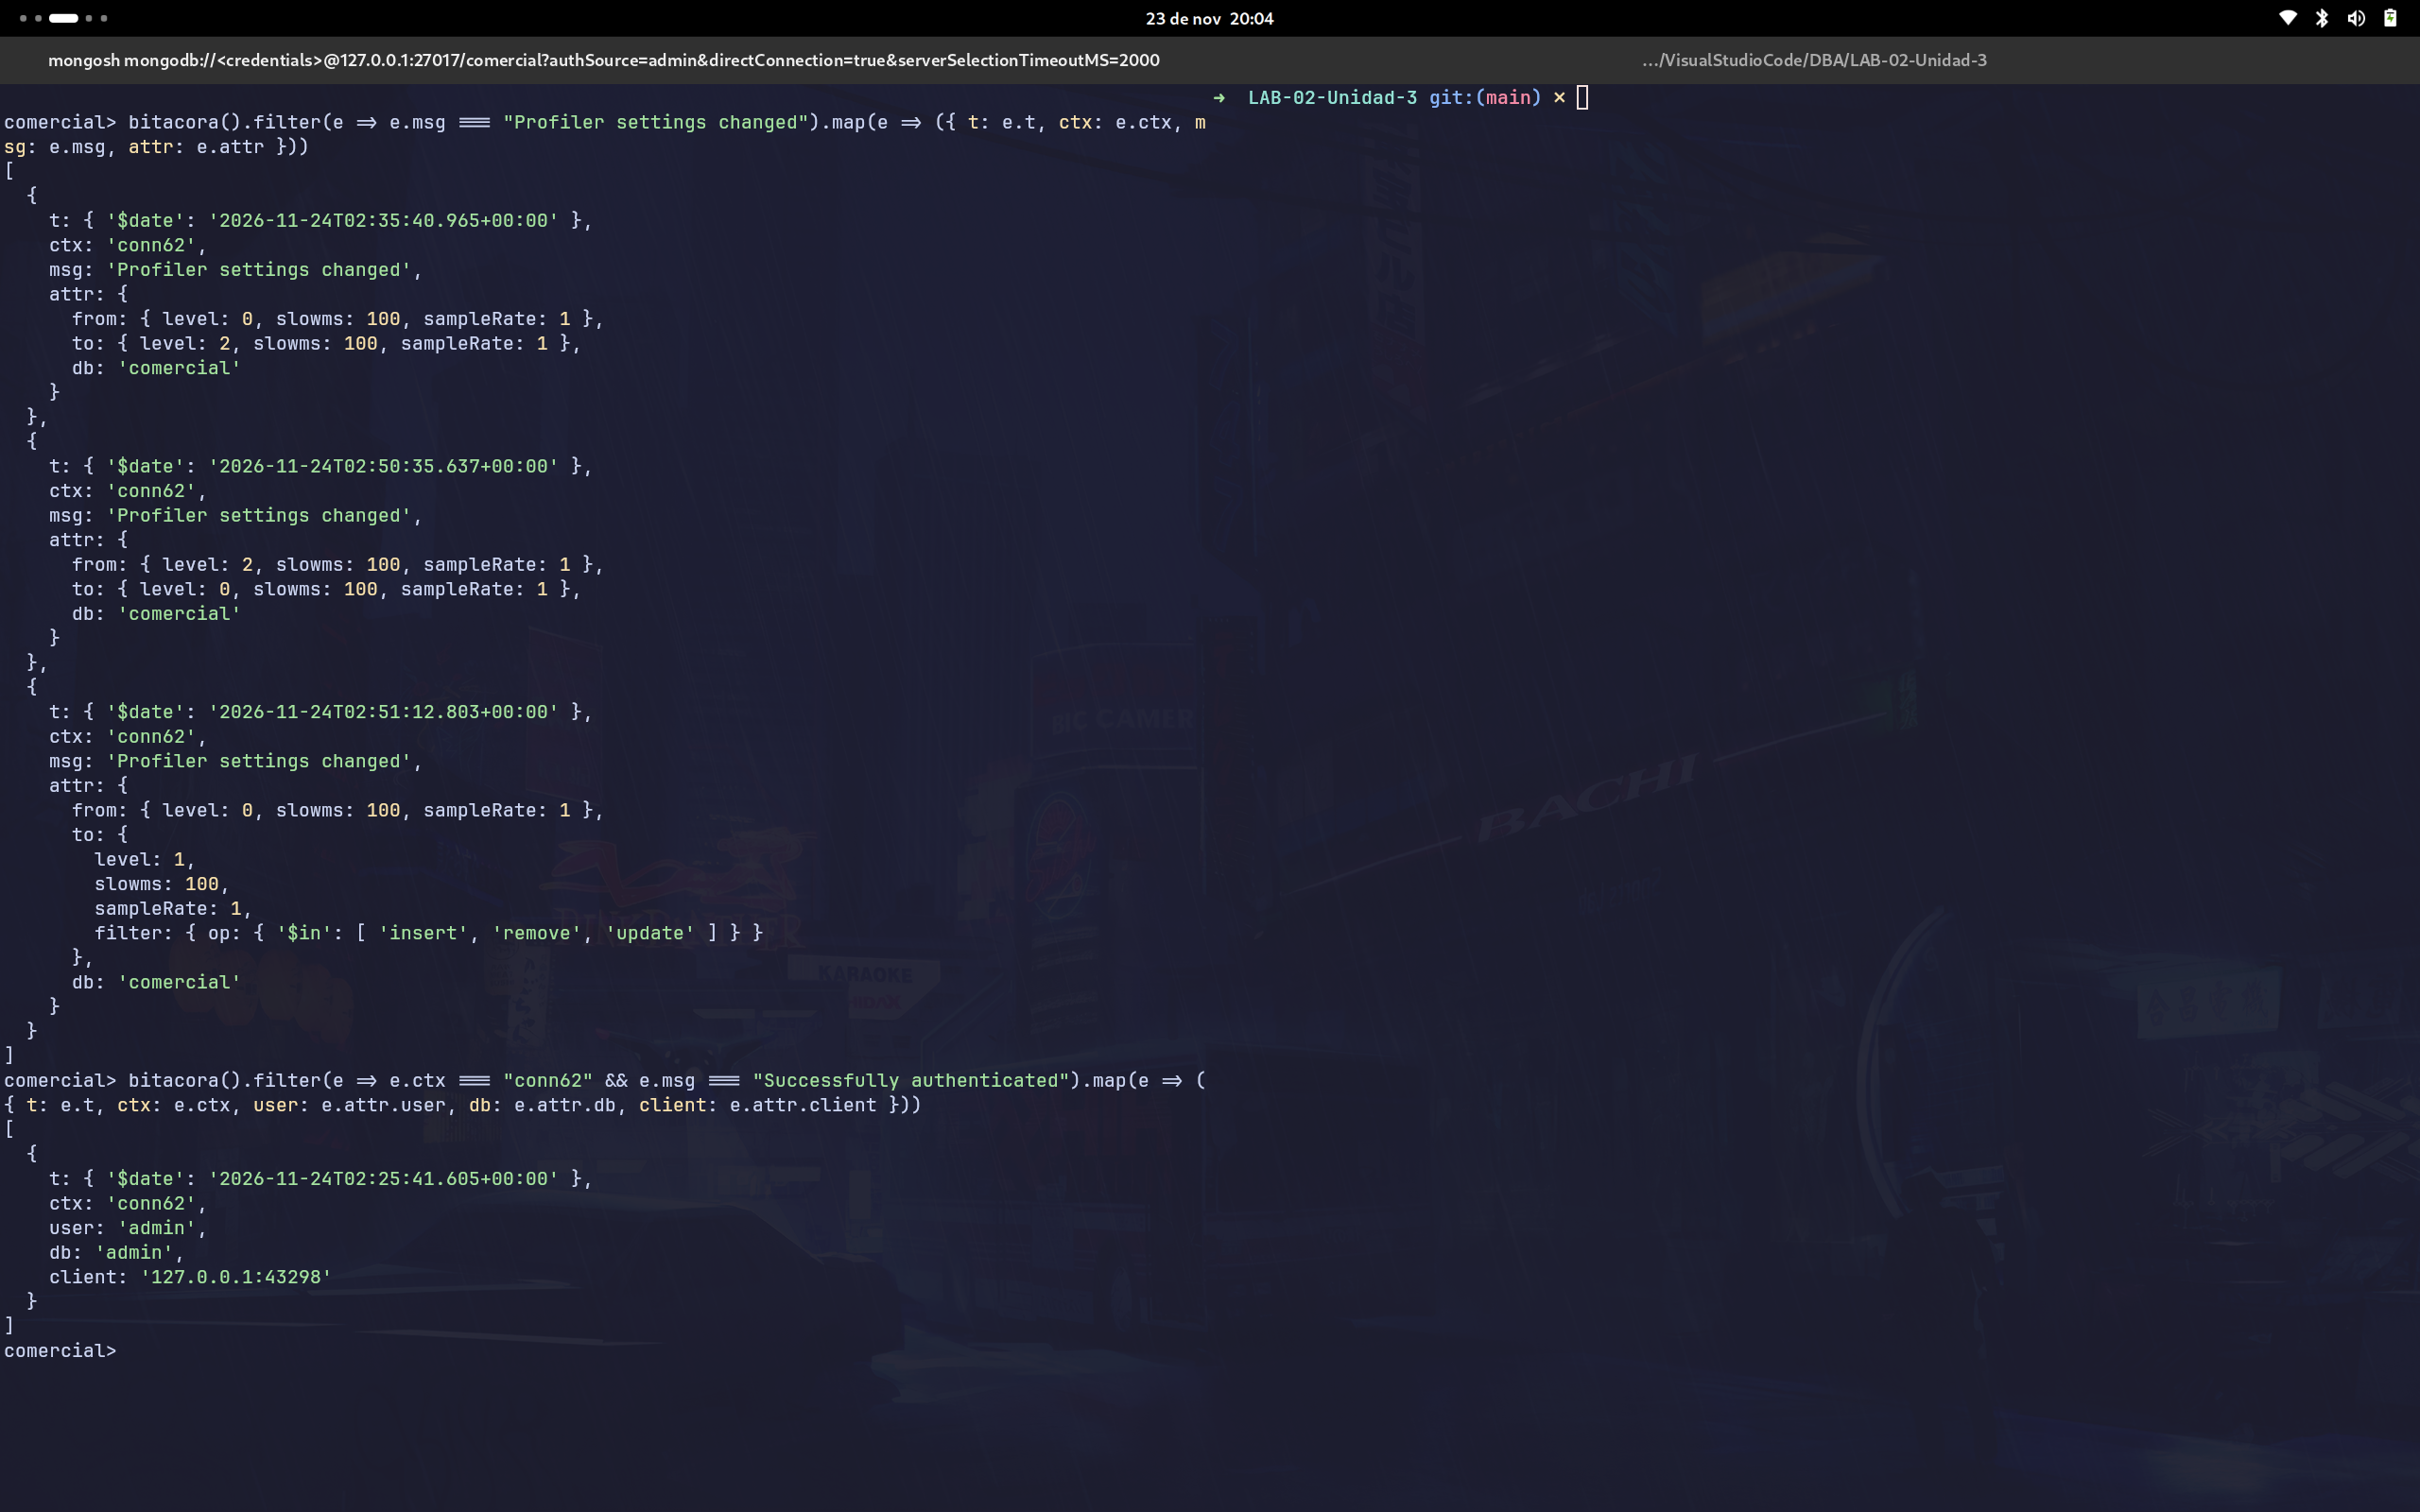 23 de nov 20:04
mongosh mongodb://<credentials>@127.0.0.1:27017/comercial?authSource=admin&directConnection=true&serverSelectionTimeoutMS=2000
…/VisualStudioCode/DBA/LAB-02-Unidad-3
comercial> bitacora().filter(e => e.msg === "Profiler settings changed").map(e => ({ t: e.t, ctx: e.ctx, m
sg: e.msg, attr: e.attr }))
[
  {
    t: { '$date': '2026-11-24T02:35:40.965+00:00' },
    ctx: 'conn62',
    msg: 'Profiler settings changed',
    attr: {
      from: { level: 0, slowms: 100, sampleRate: 1 },
      to: { level: 2, slowms: 100, sampleRate: 1 },
      db: 'comercial'
    }
  },
  {
    t: { '$date': '2026-11-24T02:50:35.637+00:00' },
    ctx: 'conn62',
    msg: 'Profiler settings changed',
    attr: {
      from: { level: 2, slowms: 100, sampleRate: 1 },
      to: { level: 0, slowms: 100, sampleRate: 1 },
      db: 'comercial'
    }
  },
  {
    t: { '$date': '2026-11-24T02:51:12.803+00:00' },
    ctx: 'conn62',
    msg: 'Profiler settings changed',
    attr: {
      from: { level: 0, slowms: 100, sampleRate: 1 },
      to: {
        level: 1,
        slowms: 100,
        sampleRate: 1,
        filter: { op: { '$in': [ 'insert', 'remove', 'update' ] } }
      },
      db: 'comercial'
    }
  }
]
comercial> bitacora().filter(e => e.ctx === "conn62" && e.msg === "Successfully authenticated").map(e => (
{ t: e.t, ctx: e.ctx, user: e.attr.user, db: e.attr.db, client: e.attr.client }))
[
  {
    t: { '$date': '2026-11-24T02:25:41.605+00:00' },
    ctx: 'conn62',
    user: 'admin',
    db: 'admin',
    client: '127.0.0.1:43298'
  }
]
comercial>
→ LAB-02-Unidad-3 git:(main) ×
BIC CAMER
BACHI
KARAOKE